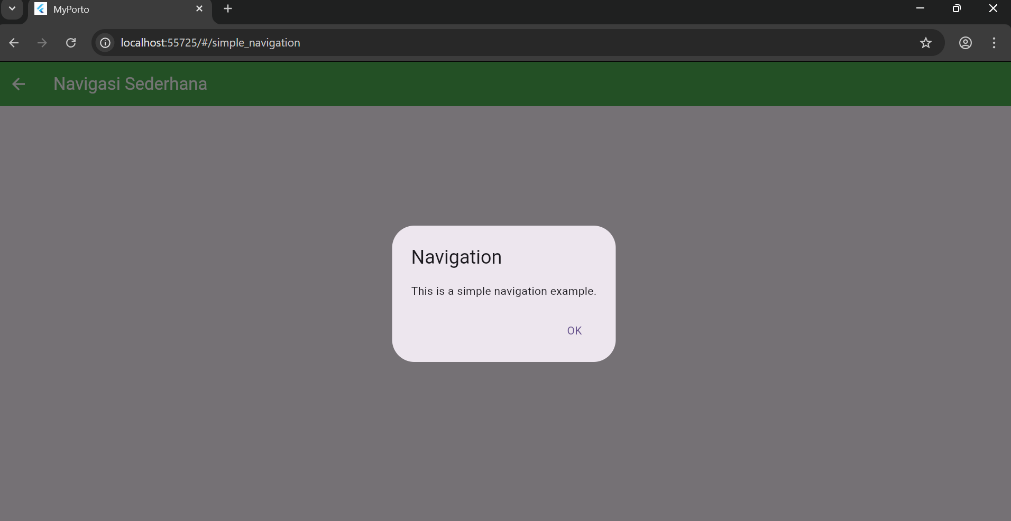 MyPorto
localhost:55725/#/simple_navigation
Navigasi Sederhana
Navigation
This is a simple navigation example.
OK